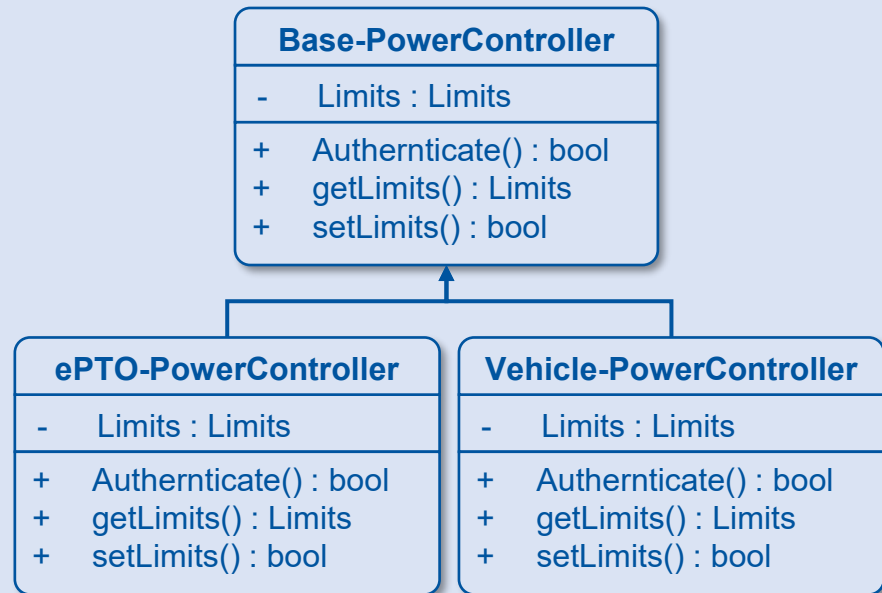 Base-PowerController
- Limits : Limits
+ Authernticate() : bool
+ getLimits() : Limits
+ setLimits() : bool
ePTO-PowerController
- Limits : Limits
+ Authernticate() : bool
+ getLimits() : Limits
+ setLimits() : bool
Vehicle-PowerController
- Limits : Limits
+ Authernticate() : bool
+ getLimits() : Limits
+ setLimits() : bool